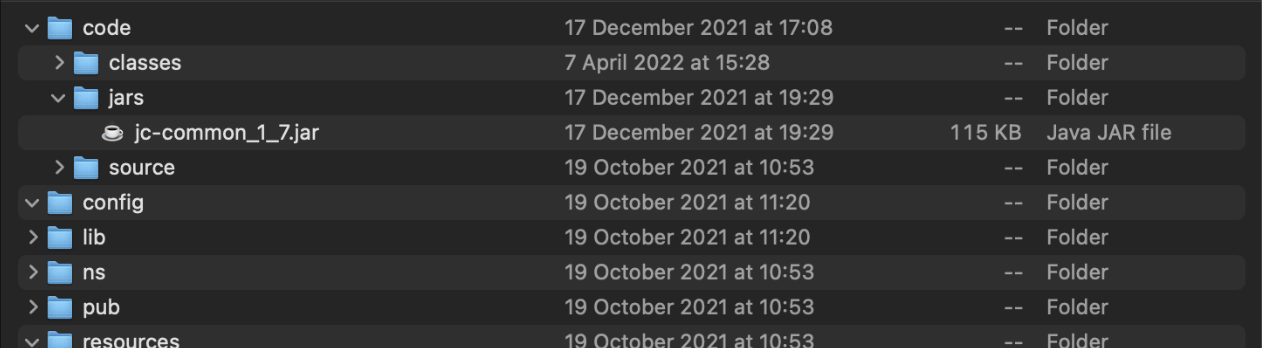 code 17 December 2021 at 17:08 -- Folder
classes 7 April 2022 at 15:28 -- Folder
jars 17 December 2021 at 19:29 -- Folder
jc-common_1_7.jar 17 December 2021 at 19:29 115 KB Java JAR file
source 19 October 2021 at 10:53 -- Folder
config 19 October 2021 at 11:20 -- Folder
lib 19 October 2021 at 11:20 -- Folder
ns 19 October 2021 at 10:53 -- Folder
pub 19 October 2021 at 10:53 -- Folder
resources 19 October 2021 at 10:53 -- Folder